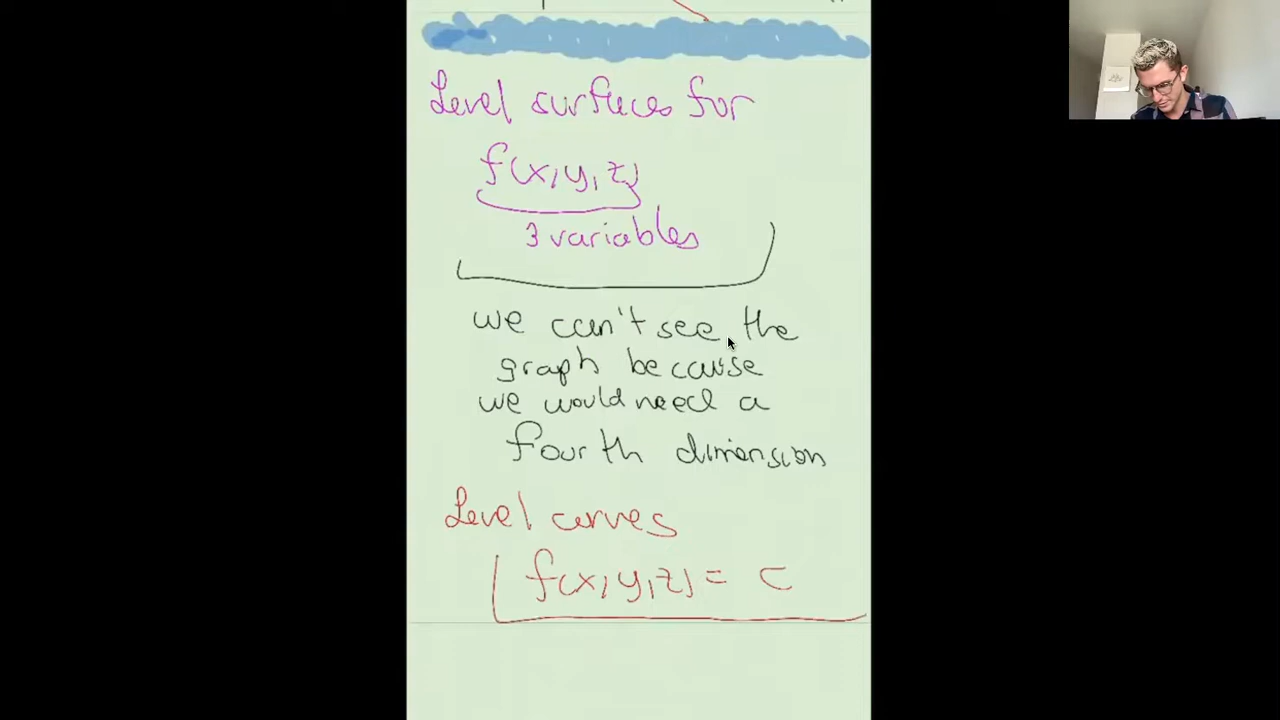 Level surfaces for
f(x,y,z)
3 variables
we can't see the
graph because
we would need a
fourth dimension
Level curves
f(x,y,z) = C